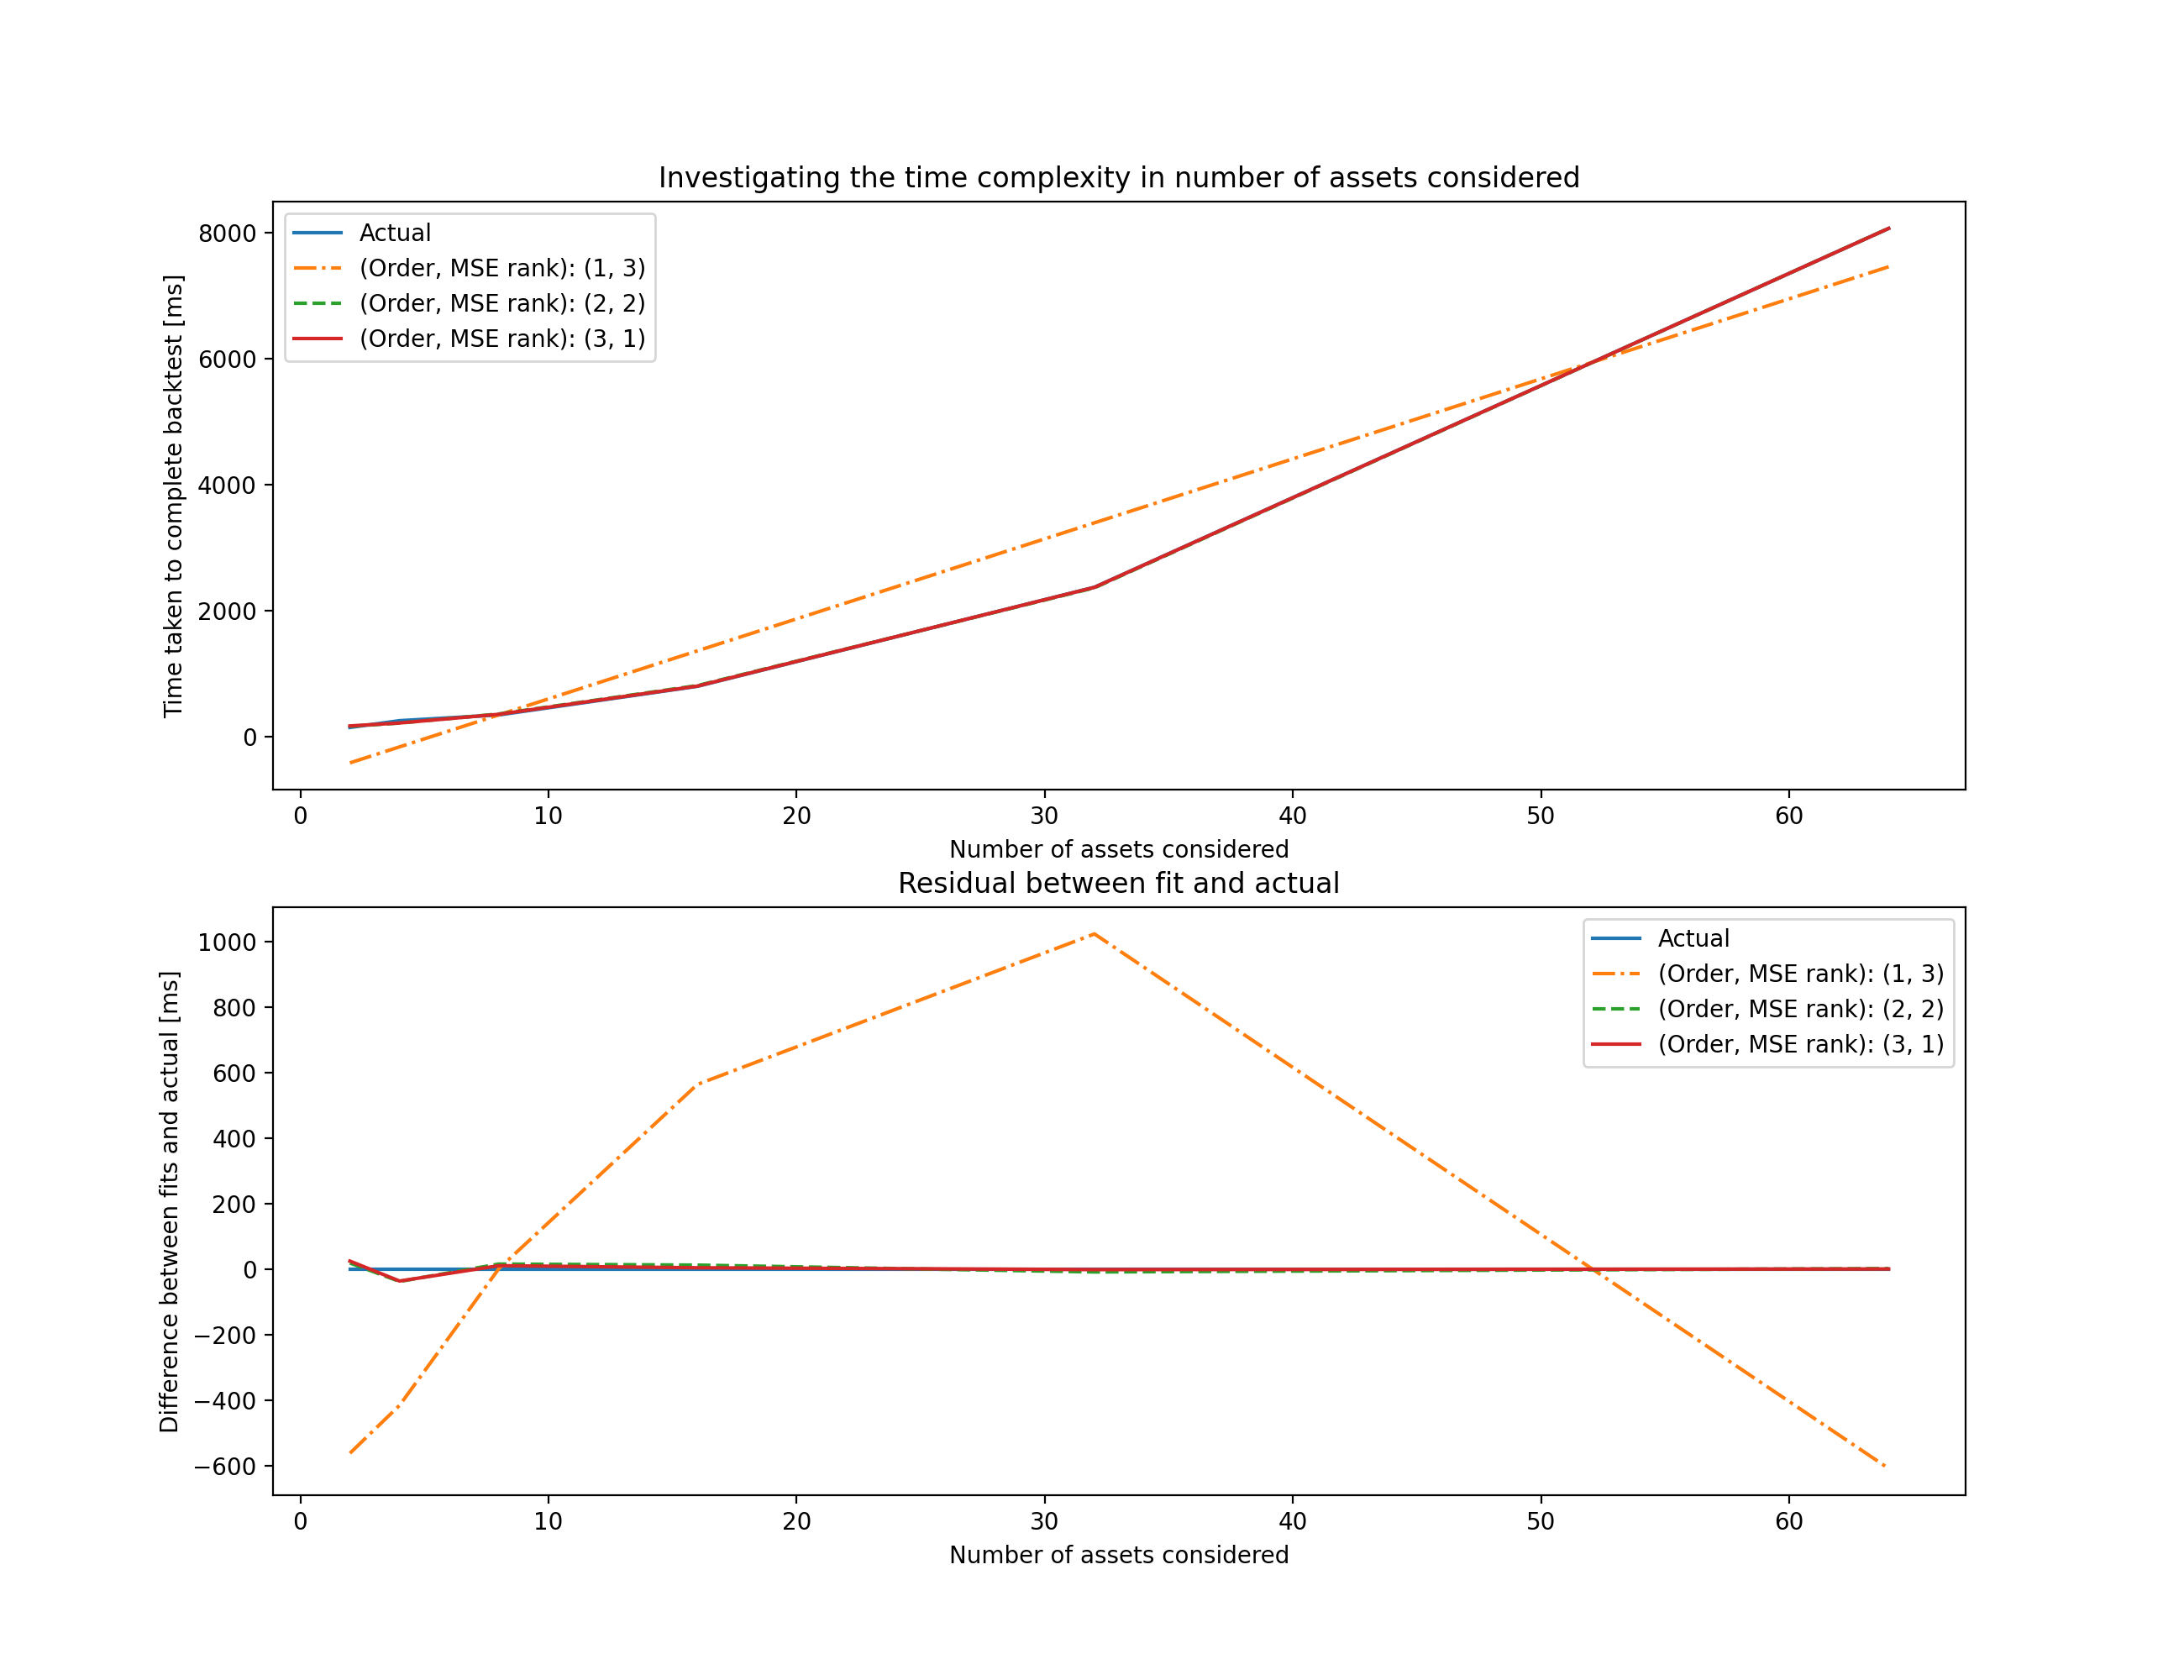 Investigating the time complexity in number of assets considered
Time taken to complete backtest [ms]
8000
6000
4000
2000
0
Actual
(Order, MSE rank): (1, 3)
(Order, MSE rank): (2, 2)
(Order, MSE rank): (3, 1)
0 10 20 30 40 50 60
Number of assets considered
Residual between fit and actual
Difference between fits and actual [ms]
1000
800
600
400
200
0
−200
−400
−600
Actual
(Order, MSE rank): (1, 3)
(Order, MSE rank): (2, 2)
(Order, MSE rank): (3, 1)
0 10 20 30 40 50 60
Number of assets considered